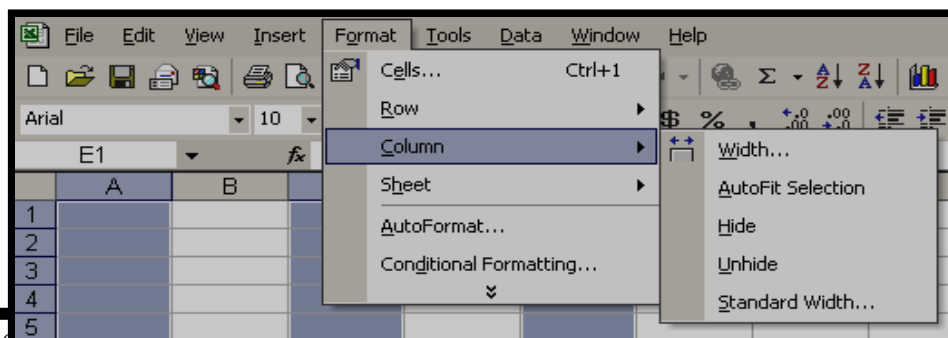 File Edit View Insert Format Tools Data Window Help
Cells... Ctrl+1
Arial 10 $ % ,
Row
E1 fx Column Width...
A B Sheet AutoFit Selection
1
2 AutoFormat... Hide
3 Conditional Formatting... Unhide
4 Standard Width...
5